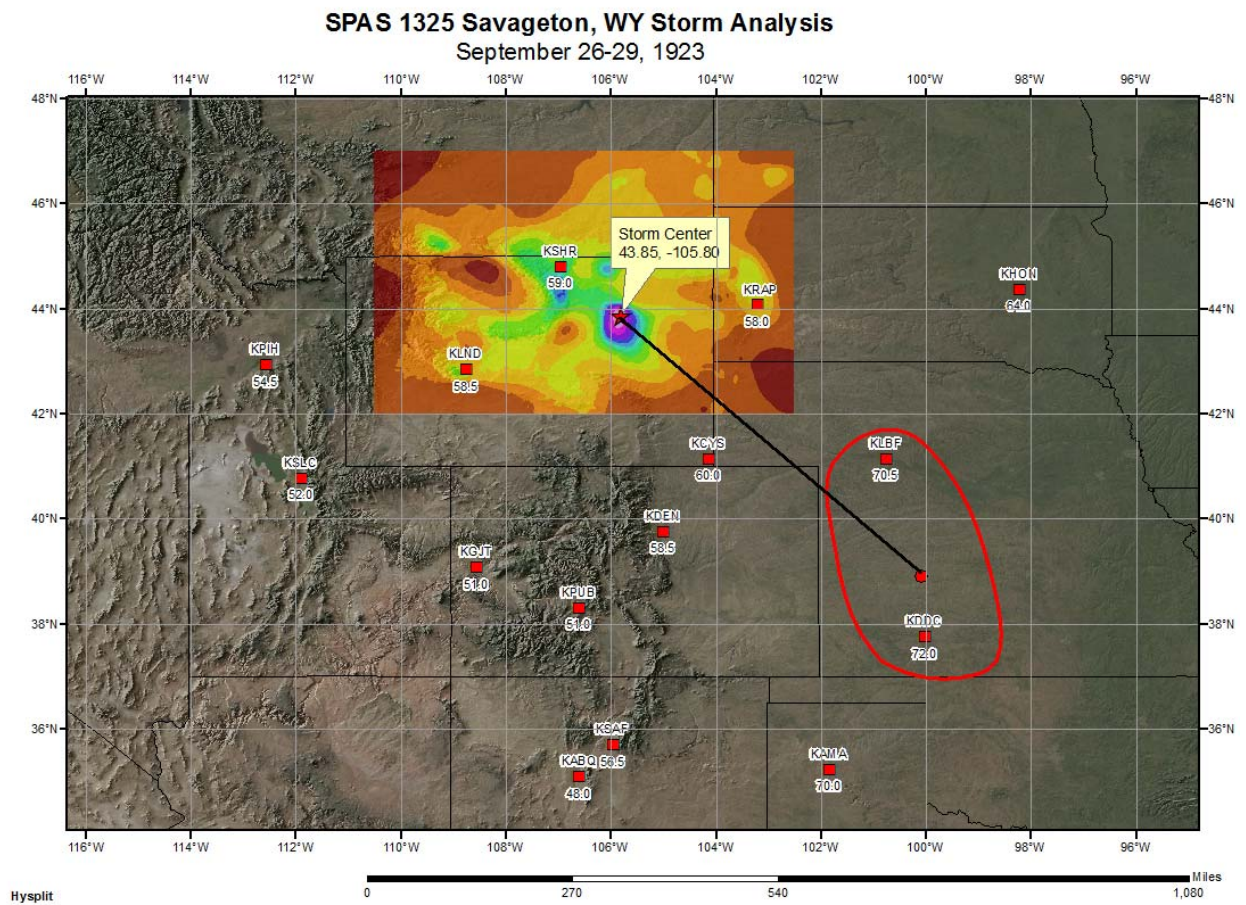 SPAS 1325 Savageton, WY Storm Analysis
September 26-29, 1923
116°W 114°W 112°W 110°W 108°W 106°W 104°W 102°W 100°W 98°W 96°W
48°N 48°N
46°N 46°N
Storm Center
43.85, -105.80
KSHR
59.0
KHON
64.0
KRAP
58.0
44°N 44°N
KPIH
54.5
KLND
58.5
42°N 42°N
KCYS
60.0
KLBF
70.5
KSLC
52.0
40°N 40°N
KDEN
58.5
KGJT
51.0
KPUB
51.0
38°N 38°N
KDDC
72.0
36°N 36°N
KSAF
56.5
KABQ
48.0
KAMA
70.0
116°W 114°W 112°W 110°W 108°W 106°W 104°W 102°W 100°W 98°W 96°W
Miles
0 270 540 1,080
Hysplit